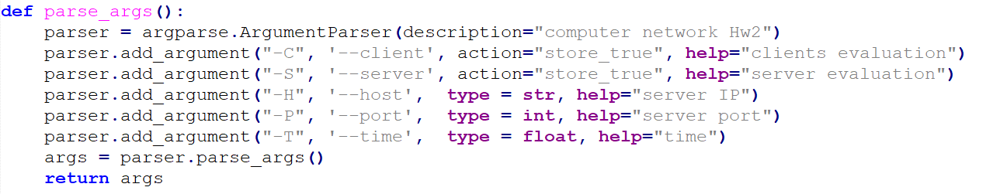 def parse_args():
    parser = argparse.ArgumentParser(description="computer network Hw2")
    parser.add_argument("-C", '--client', action="store_true", help="clients evaluation")
    parser.add_argument("-S", '--server', action="store_true", help="server evaluation")
    parser.add_argument("-H", '--host',  type = str, help="server IP")
    parser.add_argument("-P", '--port',  type = int, help="server port")
    parser.add_argument("-T", '--time',  type = float, help="time")
    args = parser.parse_args()
    return args